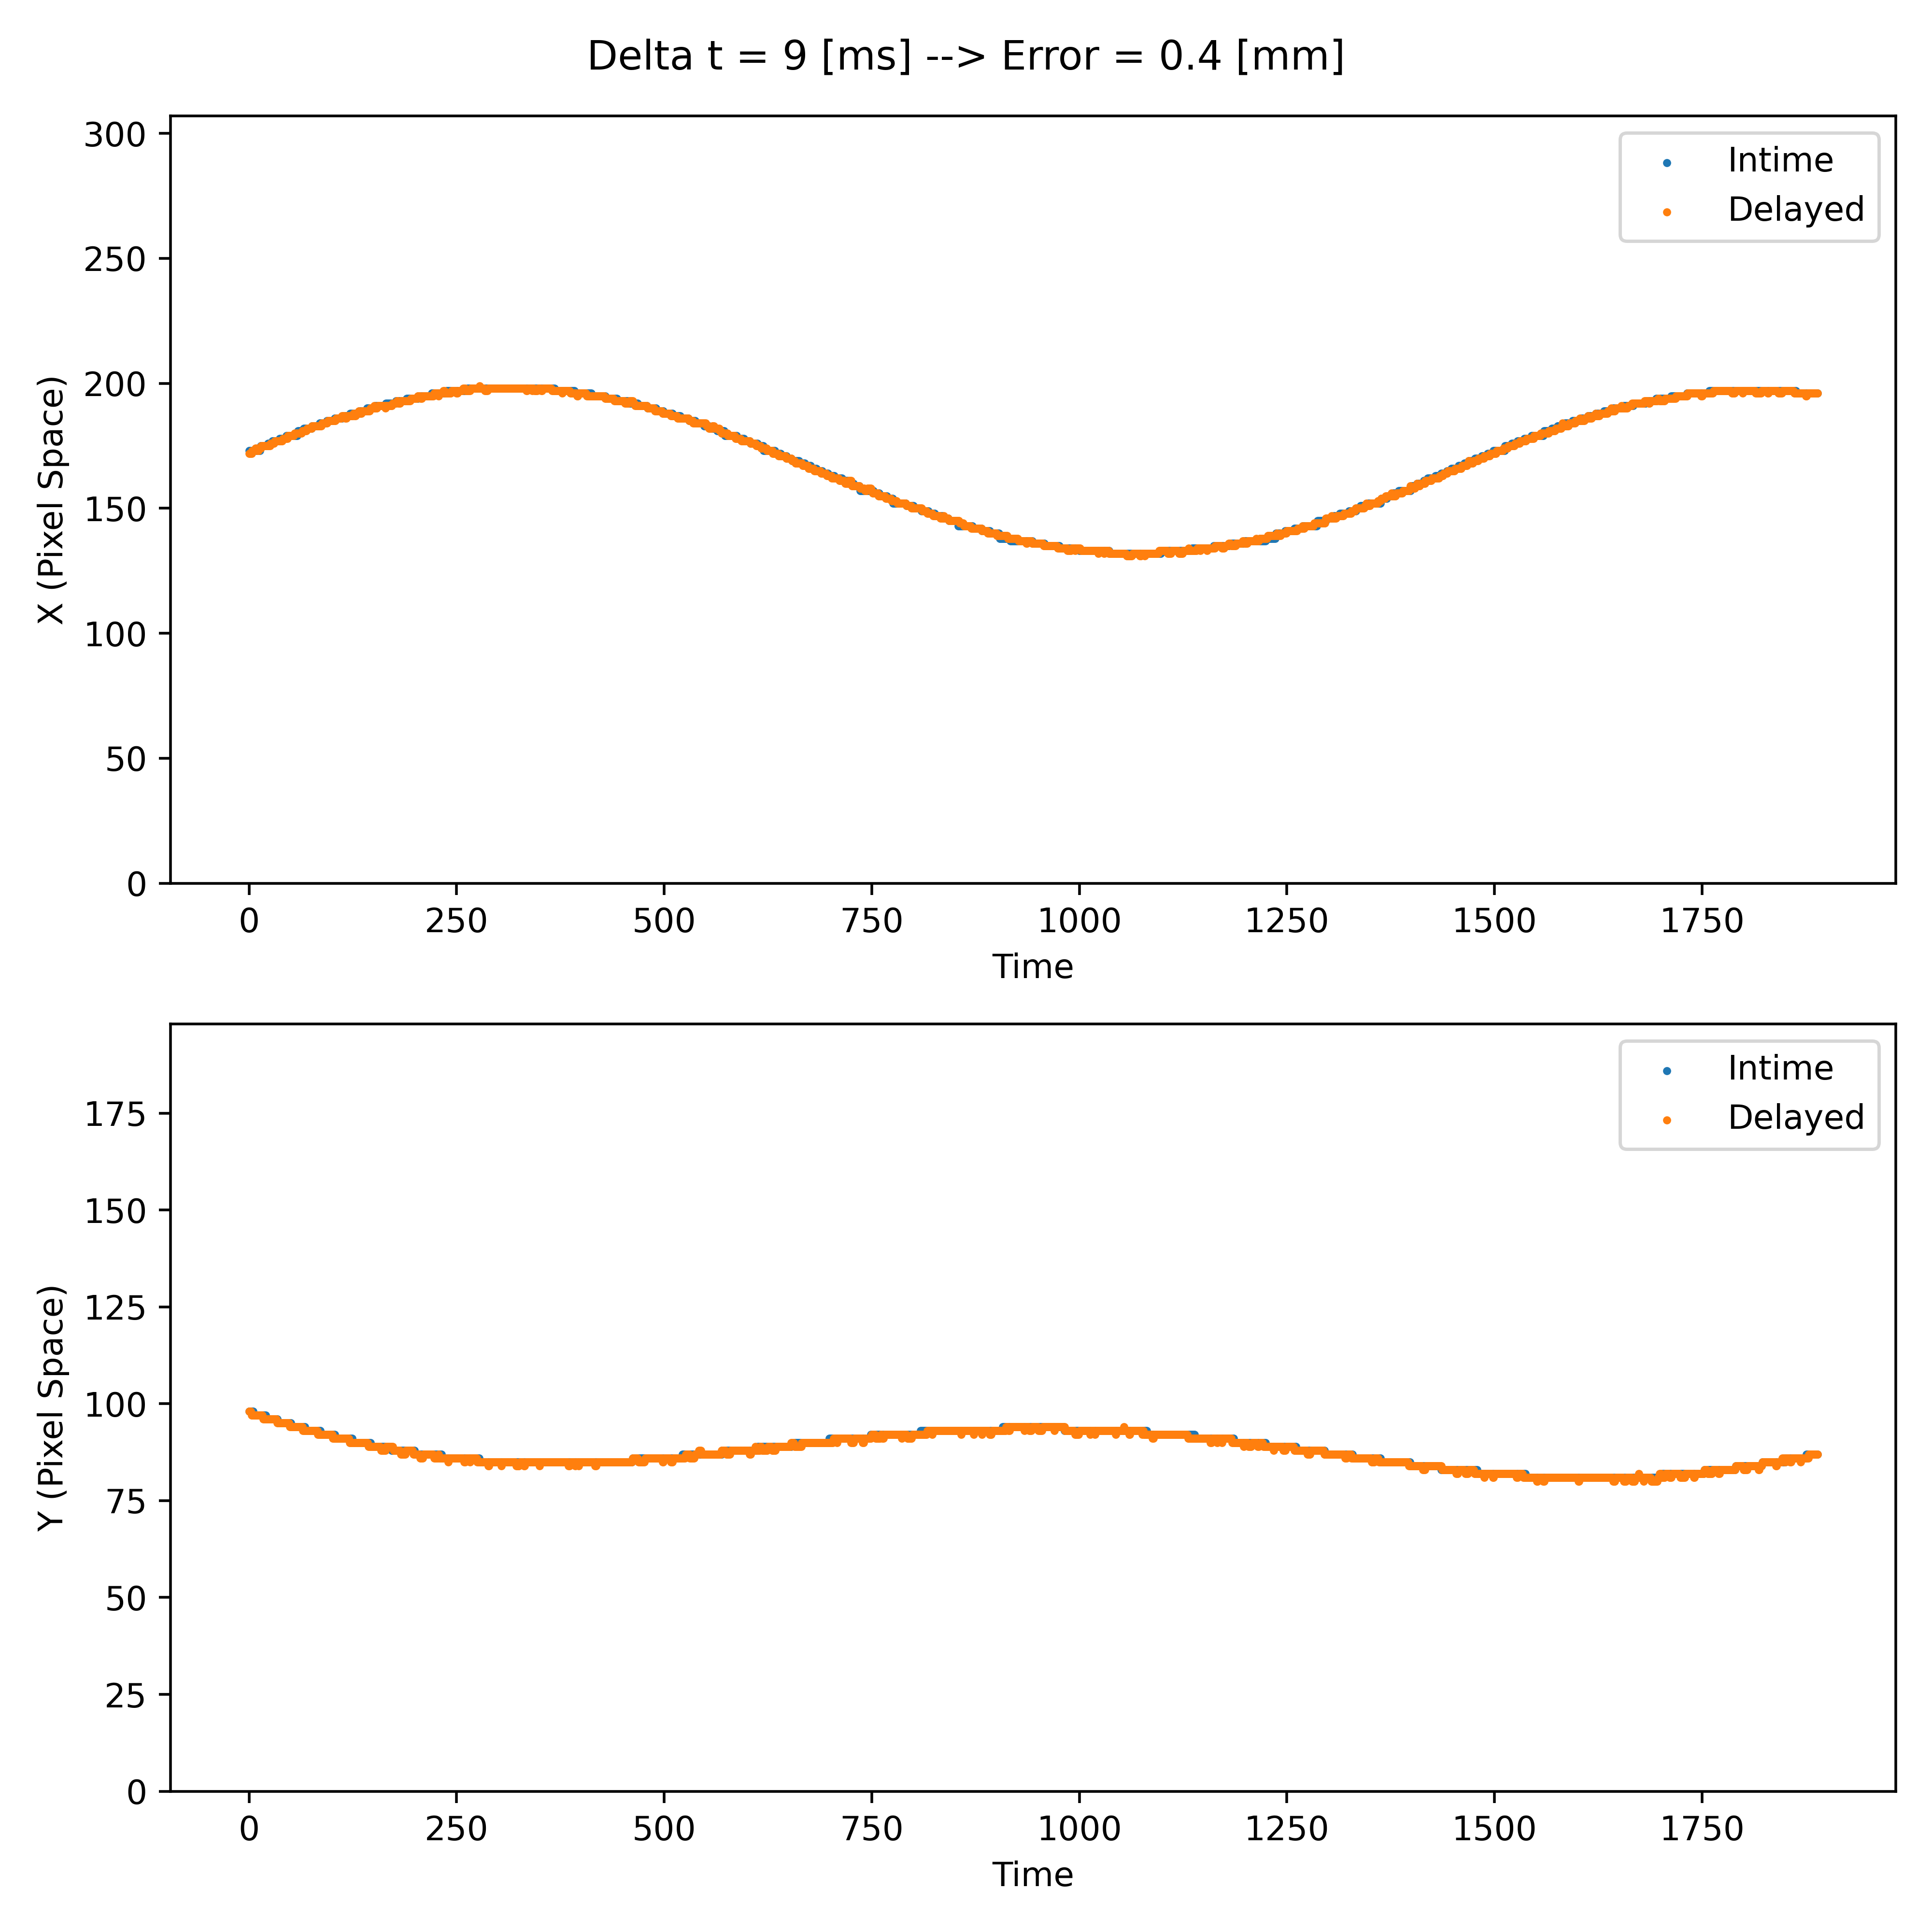 Delta t = 9 [ms] --> Error = 0.4 [mm]
300
250
200
150
100
50
0
X (Pixel Space)
Intime
Delayed
0 250 500 750 1000 1250 1500 1750
Time
175
150
125
100
75
50
25
0
Y (Pixel Space)
Intime
Delayed
0 250 500 750 1000 1250 1500 1750
Time